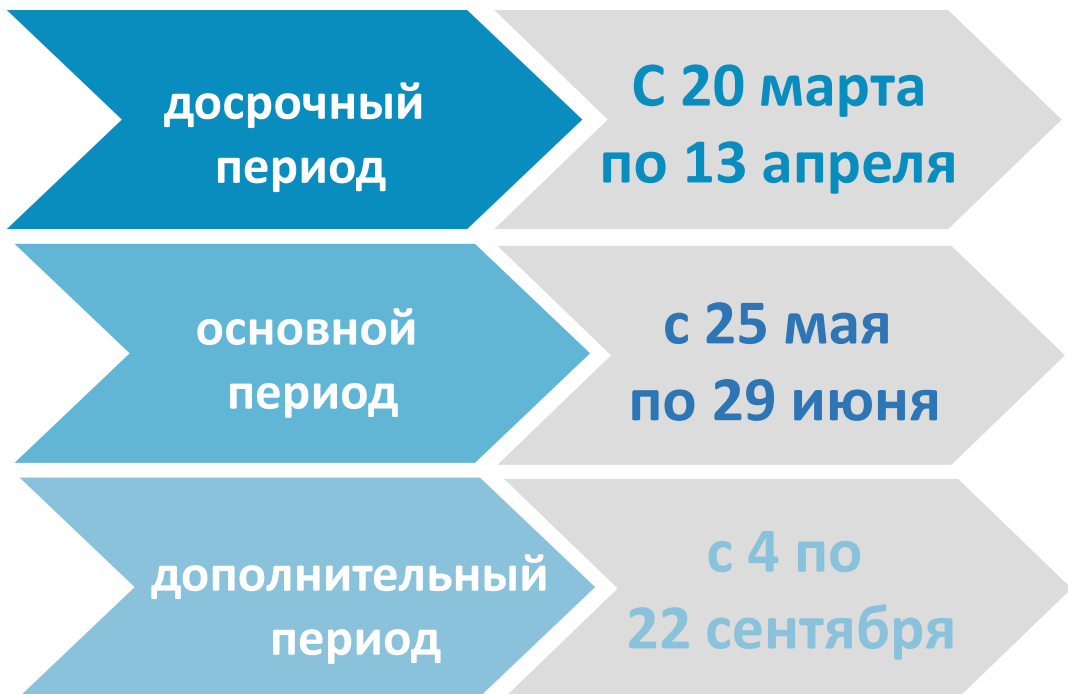 досрочный
период
С 20 марта
по 13 апреля
основной
период
с 25 мая
по 29 июня
дополнительный
период
с 4 по
22 сентября